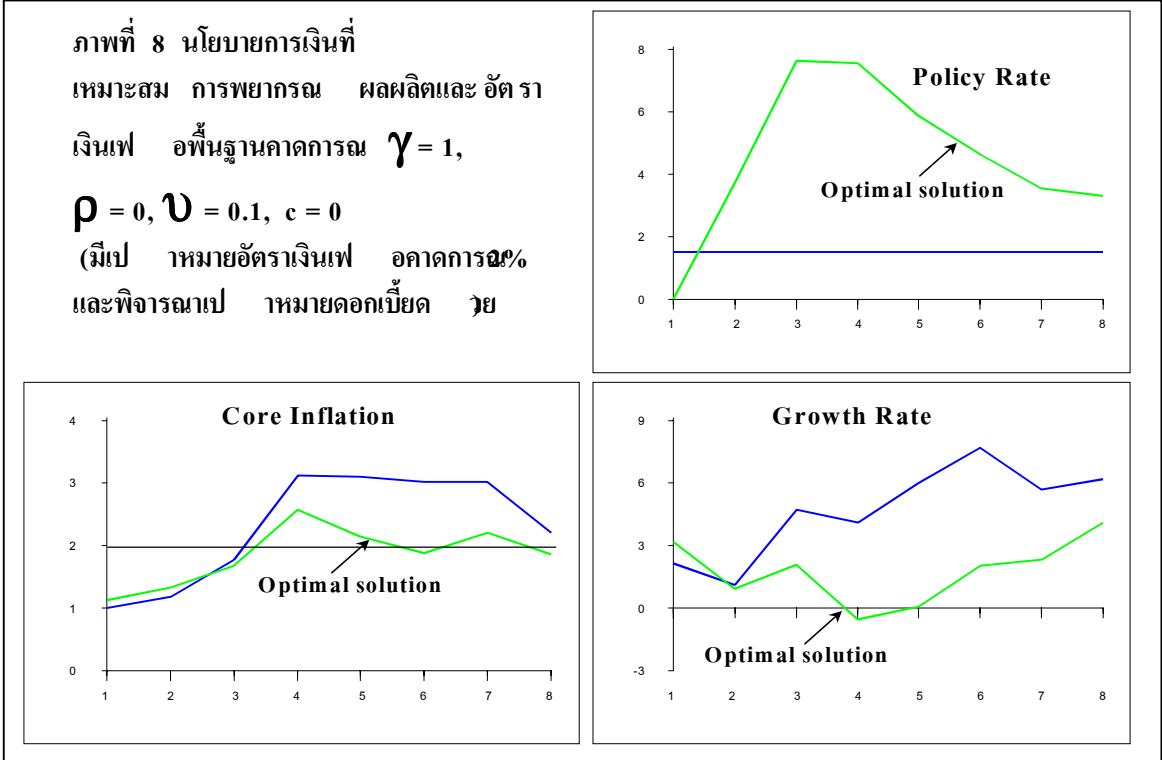 ภาพที่ 8 นโยบายการเงินที่
เหมาะสม การพยากรณ ผลผลิตและ อัต รา
เงินเฟ อพื้นฐานคาดการณ γ = 1,
ρ = 0, υ = 0.1, c = 0
(มีเป าหมายอัตราเงินเฟ อคาดการณ 2%
และพิจารณาเป าหมายดอกเบี้ยด วย)
Policy Rate
8
6
4
2
0
Optimal solution
1 2 3 4 5 6 7 8
Core Inflation
4
3
2
1
0
Optimal solution
1 2 3 4 5 6 7 8
Growth Rate
9
6
3
0
-3
Optimal solution
1 2 3 4 5 6 7 8